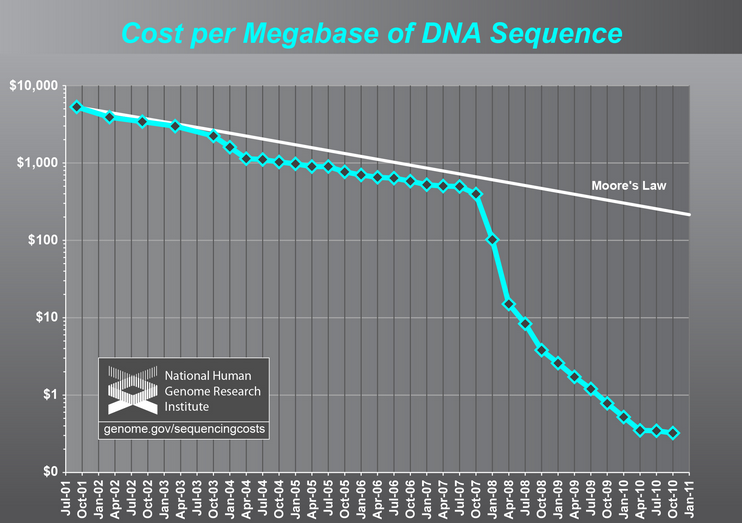 Cost per Megabase of DNA Sequence
$10,000
$1,000
$100
$10
$1
$0
Moore's Law
National Human
Genome Research
Institute
genome.gov/sequencingcosts
Jul-01
Oct-01
Jan-02
Apr-02
Jul-02
Oct-02
Jan-03
Apr-03
Jul-03
Oct-03
Jan-04
Apr-04
Jul-04
Oct-04
Jan-05
Apr-05
Jul-05
Oct-05
Jan-06
Apr-06
Jul-06
Oct-06
Jan-07
Apr-07
Jul-07
Oct-07
Jan-08
Apr-08
Jul-08
Oct-08
Jan-09
Apr-09
Jul-09
Oct-09
Jan-10
Apr-10
Jul-10
Oct-10
Jan-11